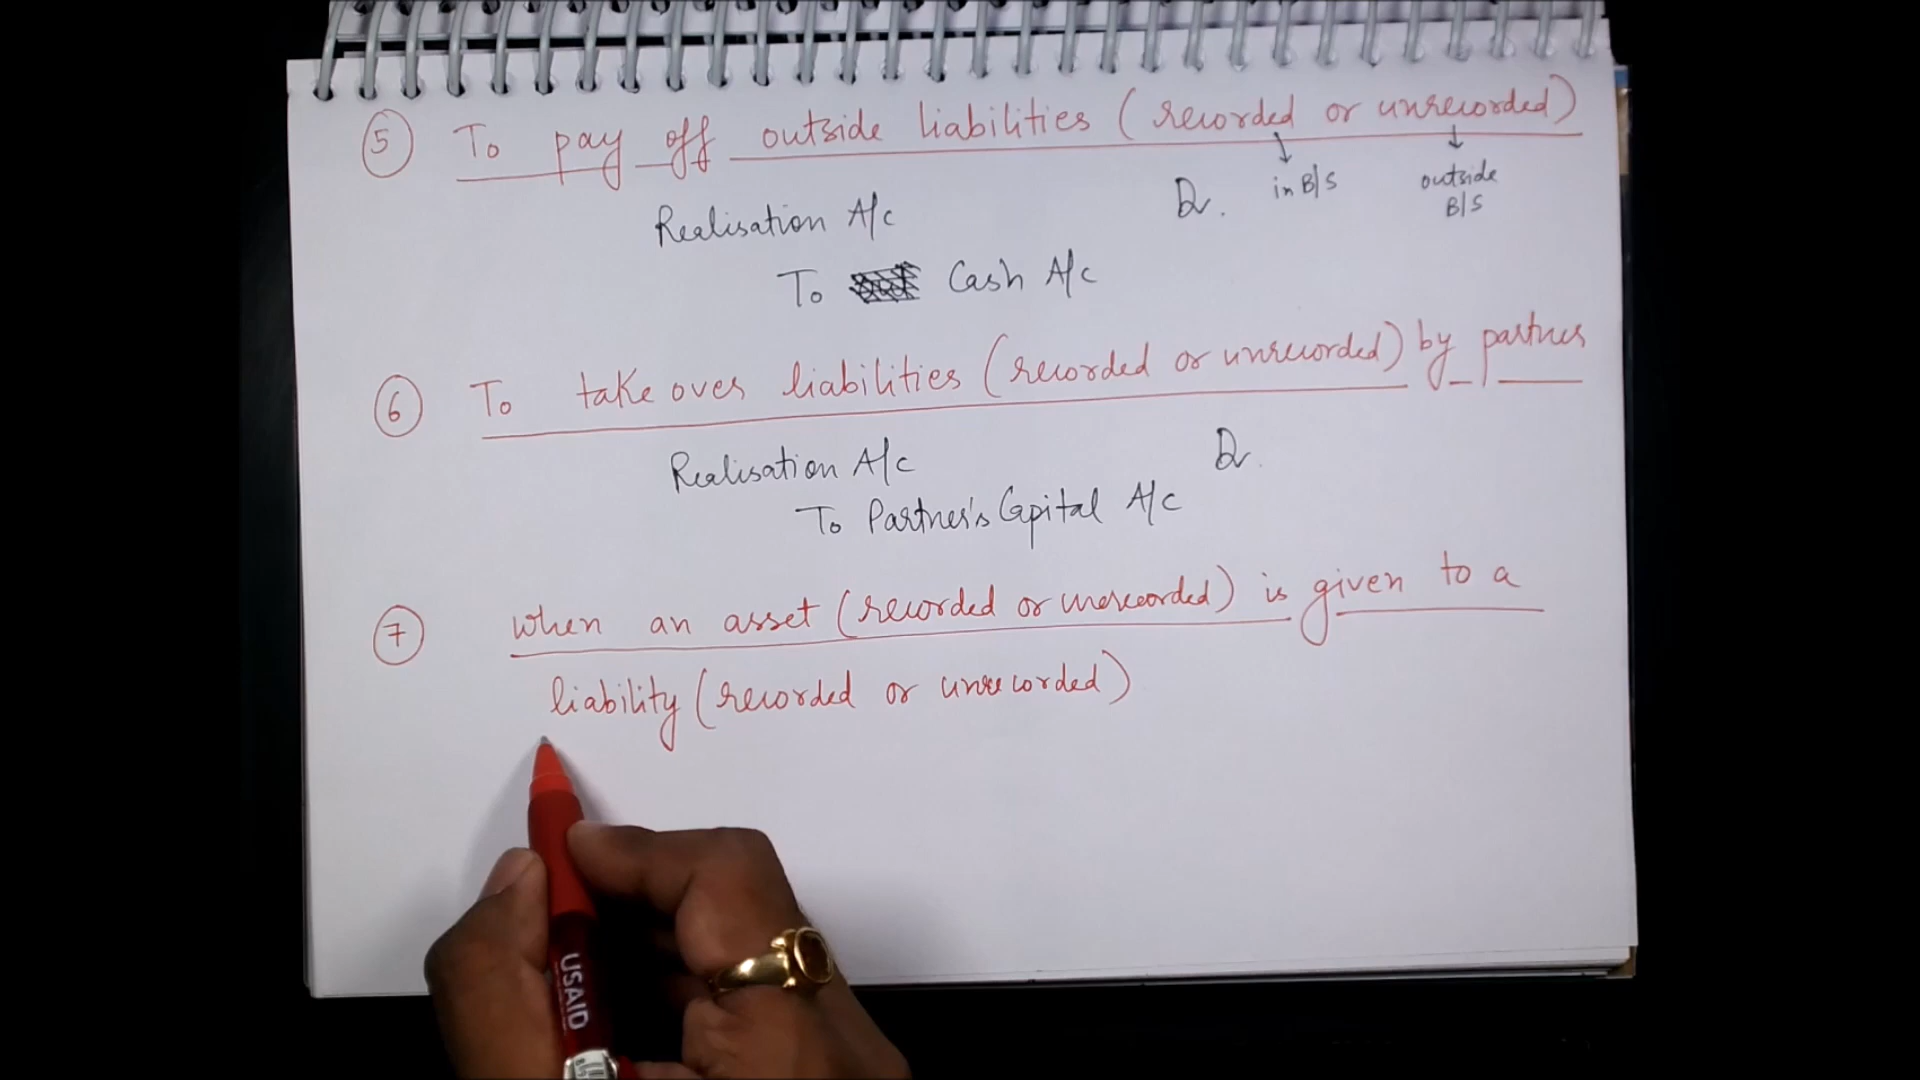 5 To pay off outside liabilities (recorded or unrecorded)
in B/S outside B/S
Realisation A/c Dr.
To Cash A/c
6 To take over liabilities (recorded or unrecorded) by partner
Realisation A/c Dr.
To Partner's Capital A/c
7 when an asset (recorded or unrecorded) is given to a
liability (recorded or unrecorded)
USAID